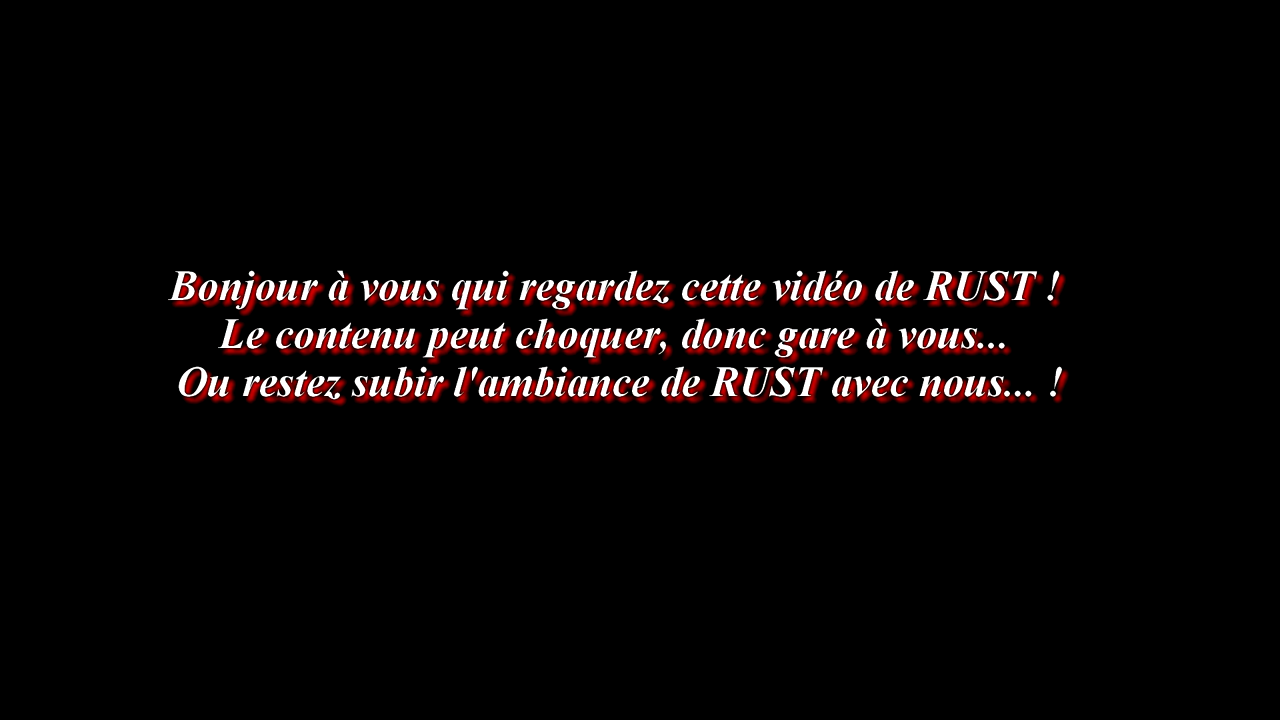 Bonjour à vous qui regardez cette vidéo de RUST !
Le contenu peut choquer, donc gare à vous...
Ou restez subir l'ambiance de RUST avec nous... !